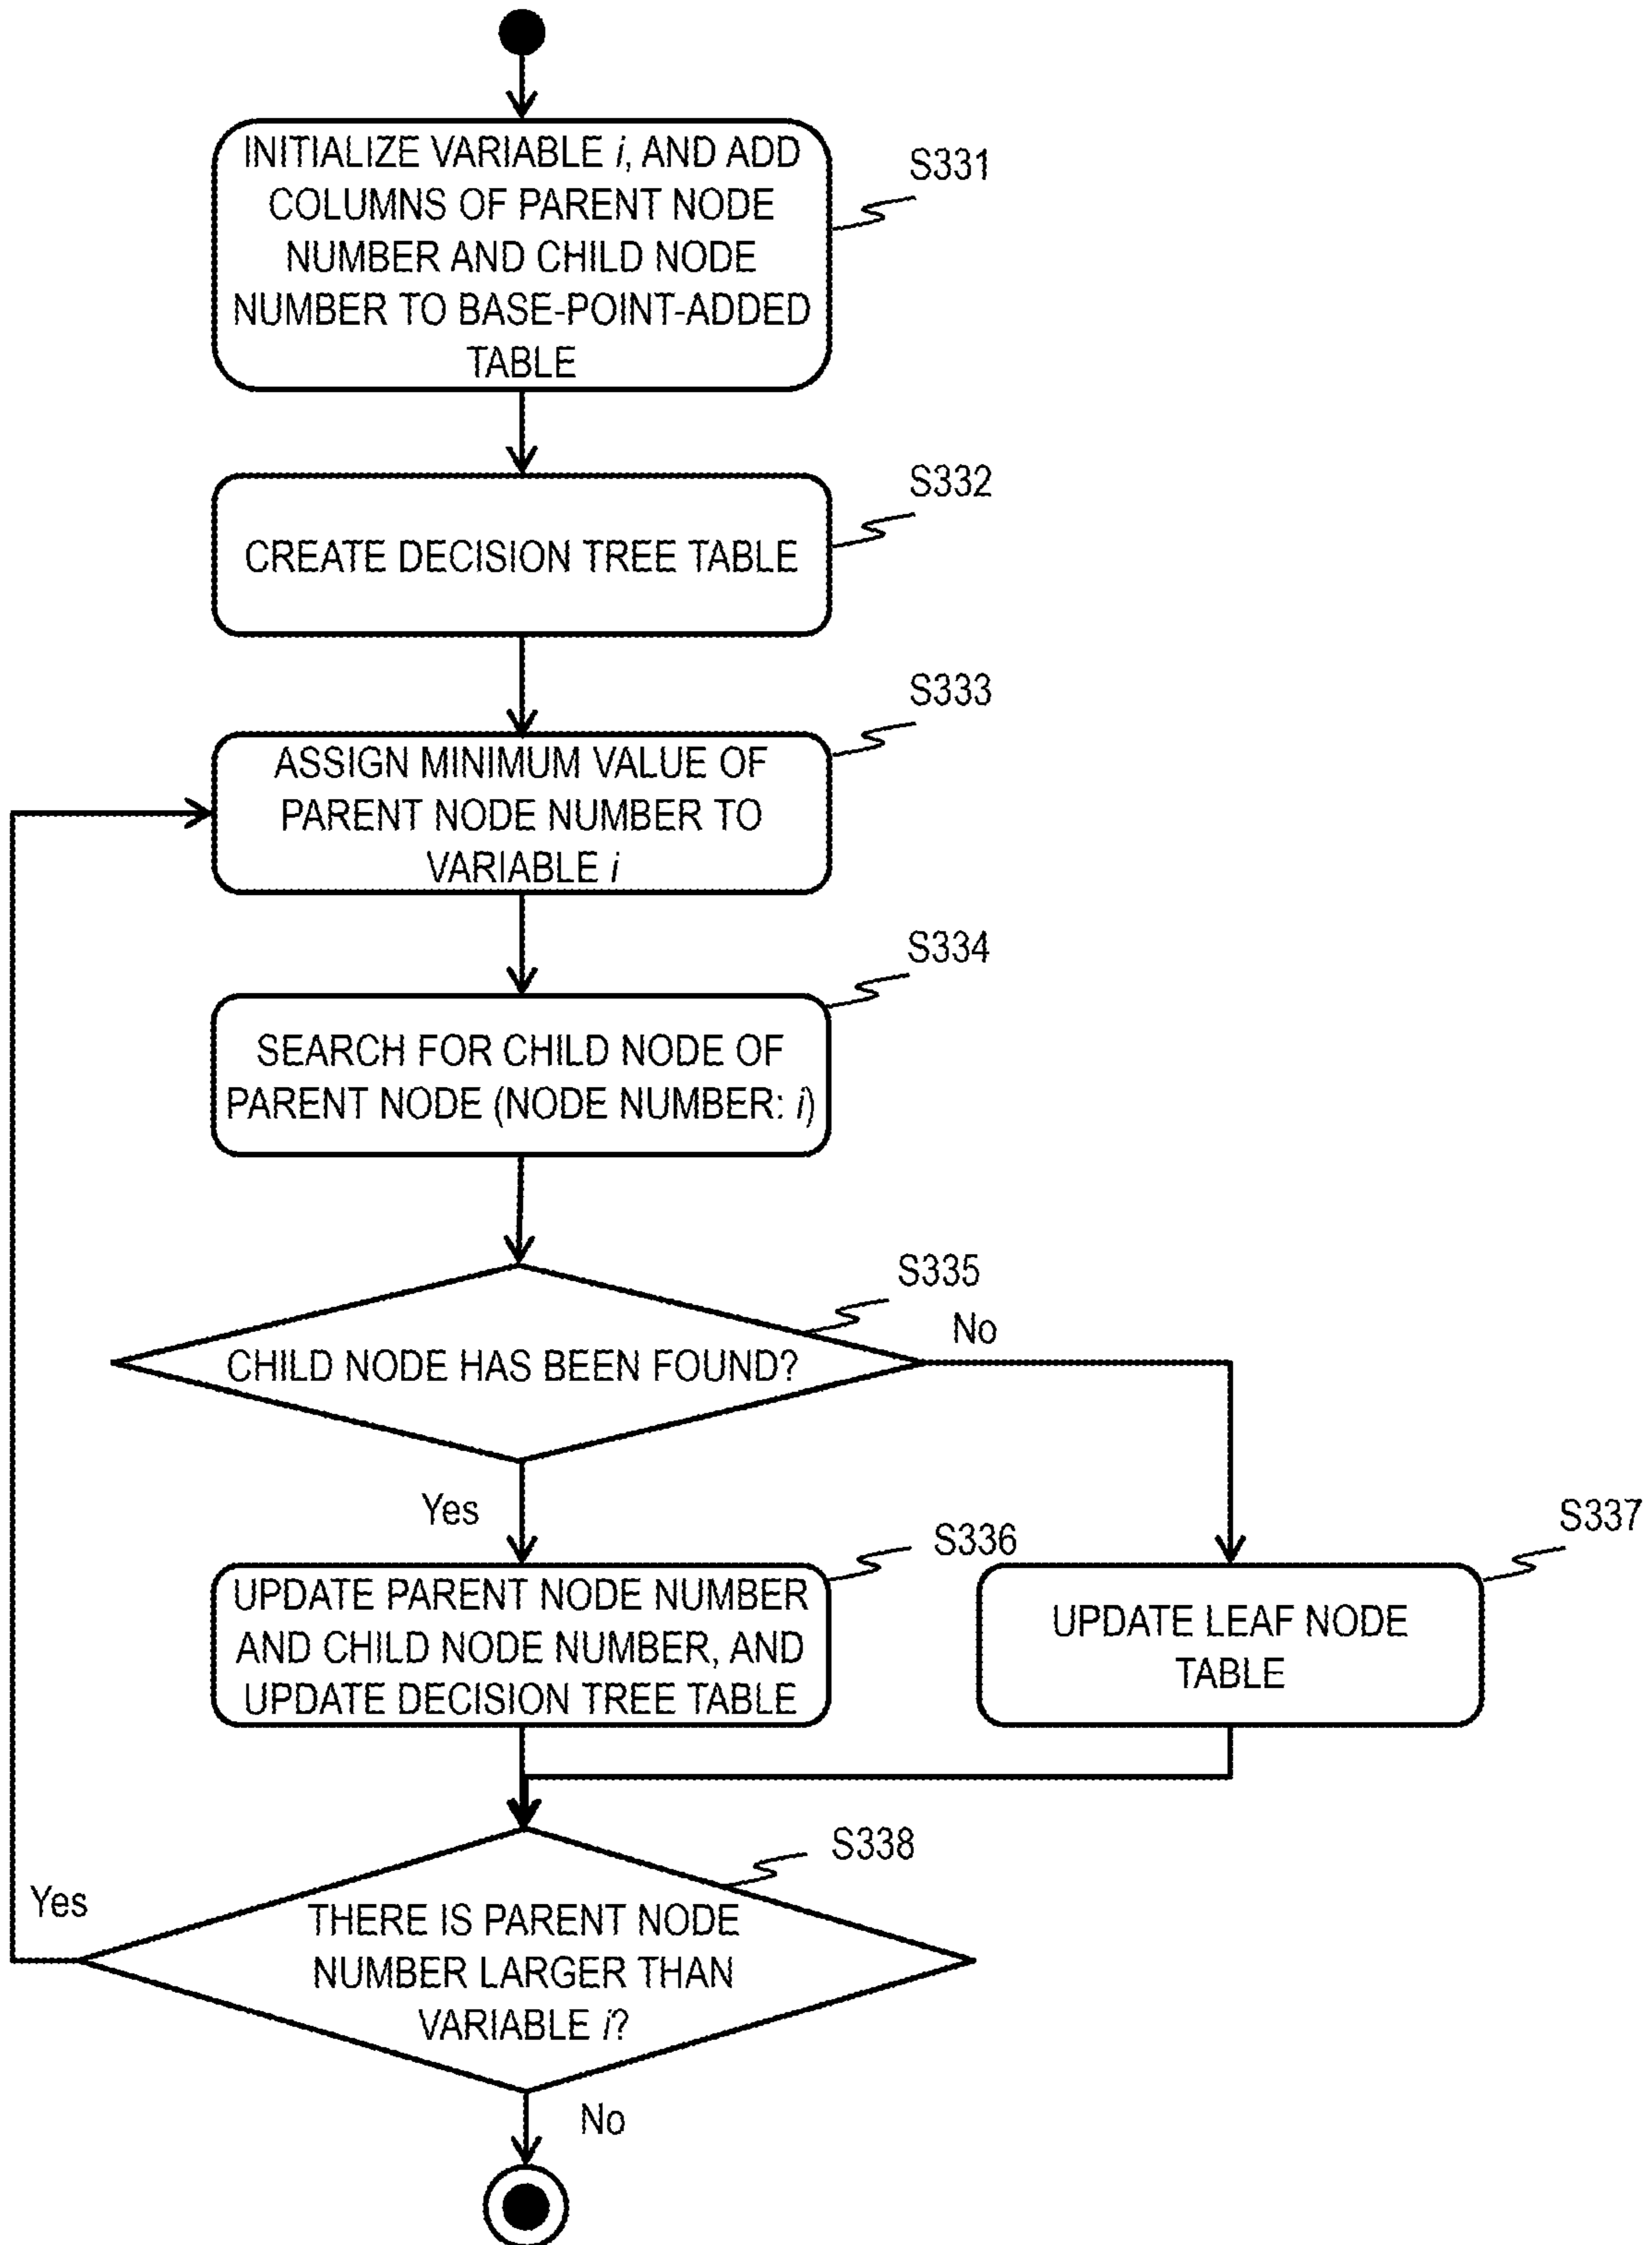 INITIALIZE VARIABLE i, AND ADD
COLUMNS OF PARENT NODE
NUMBER AND CHILD NODE
NUMBER TO BASE-POINT-ADDED
TABLE
S331
CREATE DECISION TREE TABLE
S332
ASSIGN MINIMUM VALUE OF
PARENT NODE NUMBER TO
VARIABLE i
S333
SEARCH FOR CHILD NODE OF
PARENT NODE (NODE NUMBER: i)
S334
CHILD NODE HAS BEEN FOUND?
S335
No
Yes
UPDATE PARENT NODE NUMBER
AND CHILD NODE NUMBER, AND
UPDATE DECISION TREE TABLE
S336
UPDATE LEAF NODE
TABLE
S337
THERE IS PARENT NODE
NUMBER LARGER THAN
VARIABLE i?
S338
Yes
No